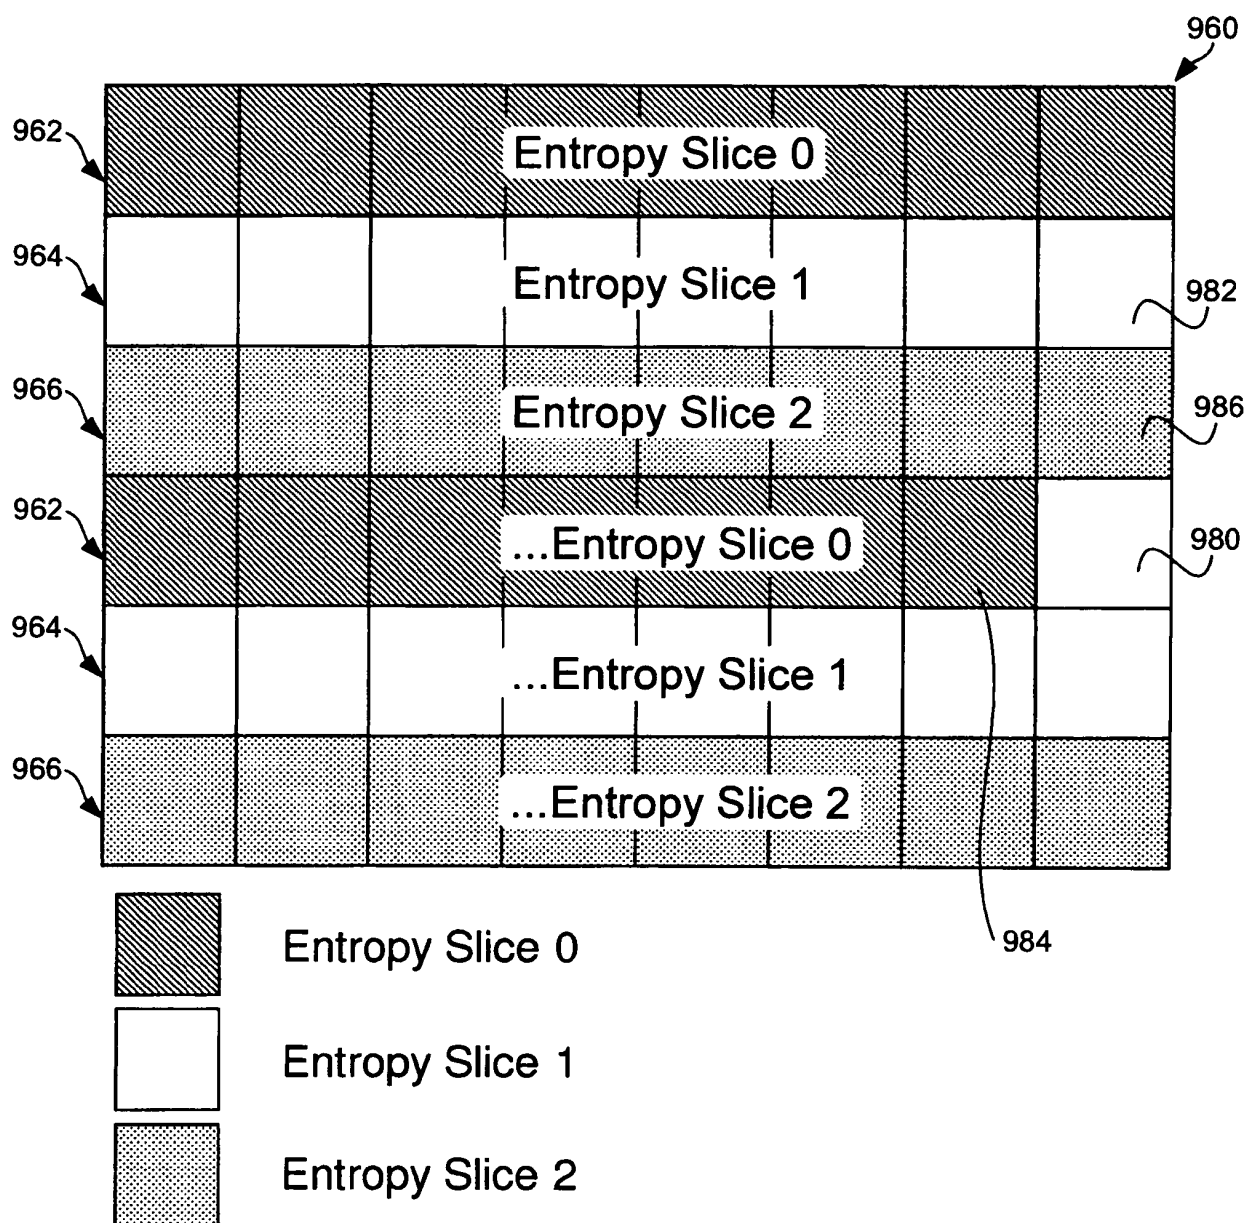 960
962
Entropy Slice 0
964
Entropy Slice 1
982
966
Entropy Slice 2
986
962
...Entropy Slice 0
980
964
...Entropy Slice 1
966
...Entropy Slice 2
984
Entropy Slice 0
Entropy Slice 1
Entropy Slice 2